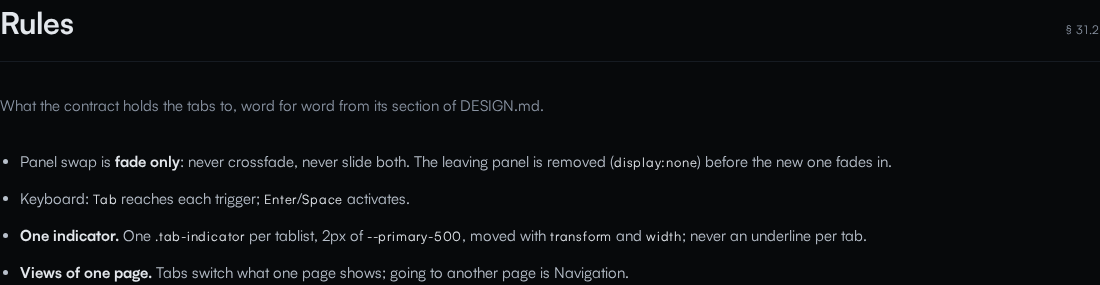 Rules
§ 31.2
What the contract holds the tabs to, word for word from its section of DESIGN.md.
• Panel swap is fade only: never crossfade, never slide both. The leaving panel is removed (display:none) before the new one fades in.
• Keyboard: Tab reaches each trigger; Enter/Space activates.
• One indicator. One .tab-indicator per tablist, 2px of --primary-500, moved with transform and width; never an underline per tab.
• Views of one page. Tabs switch what one page shows; going to another page is Navigation.